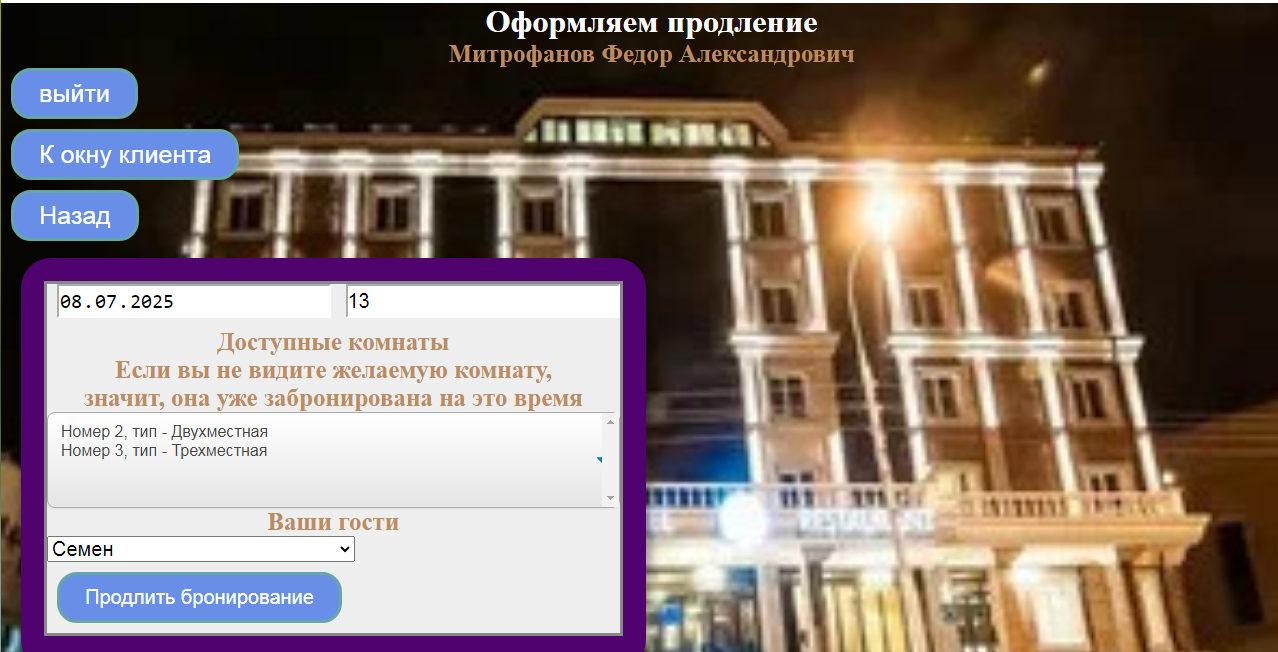 Оформляем продление
Митрофанов Федор Александрович
выйти
К окну клиента
Назад
08.07.2025
13
Доступные комнаты
Если вы не видите желаемую комнату,
значит, она уже забронирована на это время
Номер 2, тип - Двухместная
Номер 3, тип - Трехместная
Ваши гости
Семен
Продлить бронирование